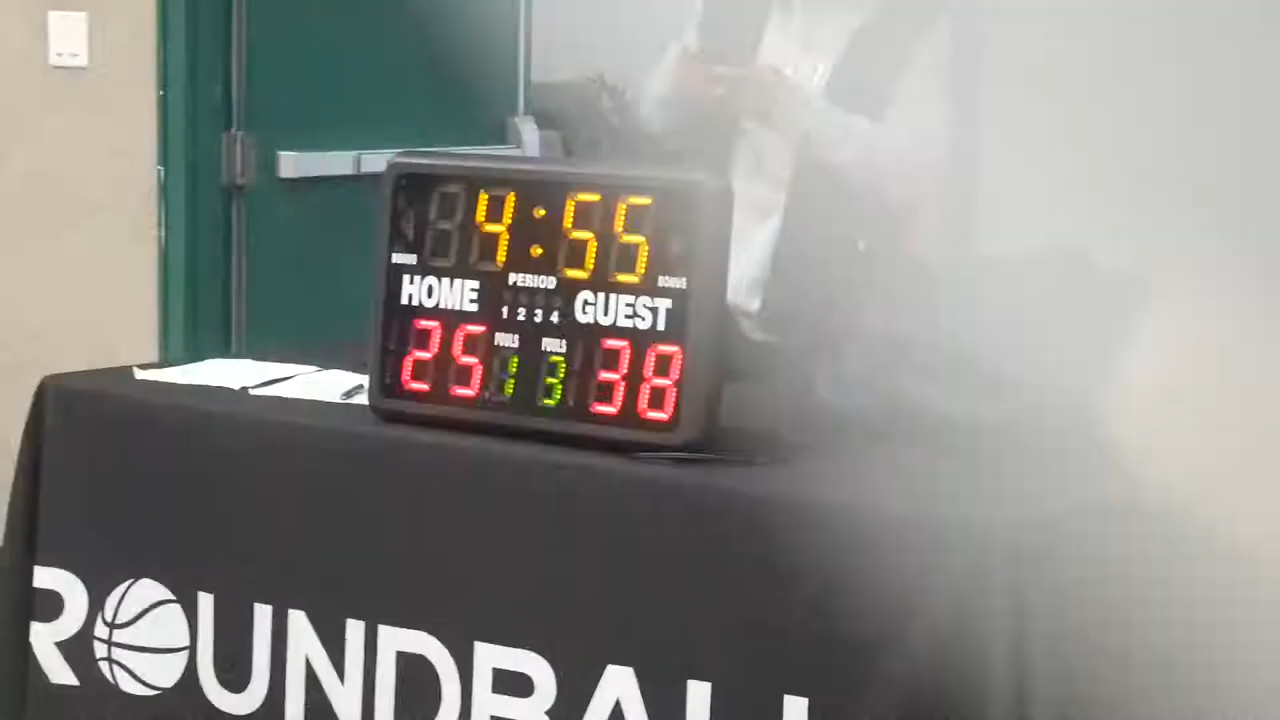 4:55
BONUS PERIOD BONUS
HOME 1 2 3 4 GUEST
FOULS FOULS
25 1 3 38
ROUNDBALL